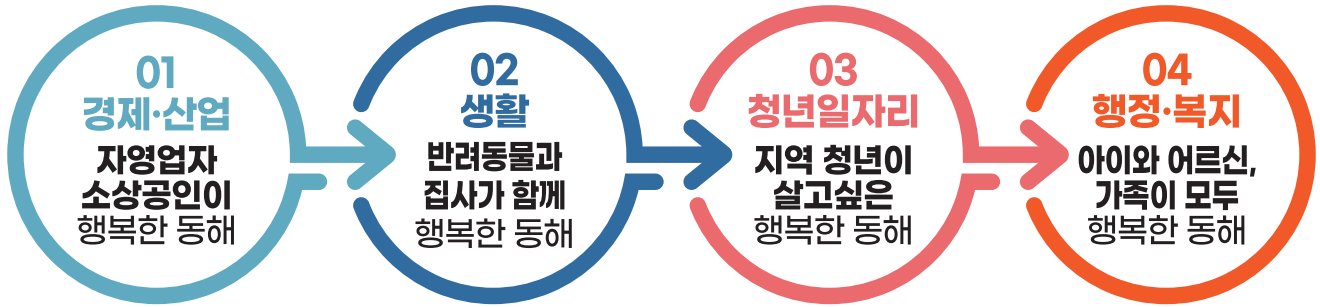 01
경제·산업
자영업자
소상공인이
행복한 동해
02
생활
반려동물과
집사가 함께
행복한 동해
03
청년일자리
지역 청년이
살고싶은
행복한 동해
04
행정·복지
아이와 어르신,
가족이 모두
행복한 동해